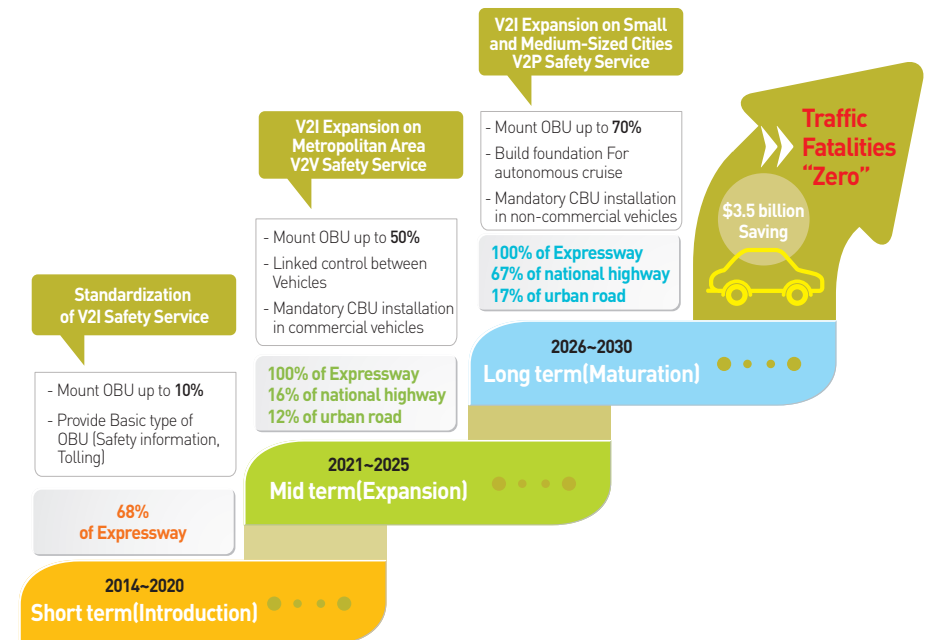 V2I Expansion on Small
and Medium-Sized Cities
V2P Safety Service
- Mount OBU up to 70%
- Build foundation For
autonomous cruise
- Mandatory CBU installation
in non-commercial vehicles
100% of Expressway
67% of national highway
17% of urban road
2026~2030
Long term(Maturation)
Traffic
Fatalities
“Zero”
$3.5 billion
Saving
V2I Expansion on
Metropolitan Area
V2V Safety Service
- Mount OBU up to 50%
- Linked control between
Vehicles
- Mandatory CBU installation
in commercial vehicles
100% of Expressway
16% of national highway
12% of urban road
2021~2025
Mid term(Expansion)
Standardization
of V2I Safety Service
- Mount OBU up to 10%
- Provide Basic type of
OBU (Safety information,
Tolling)
68%
of Expressway
2014~2020
Short term(Introduction)